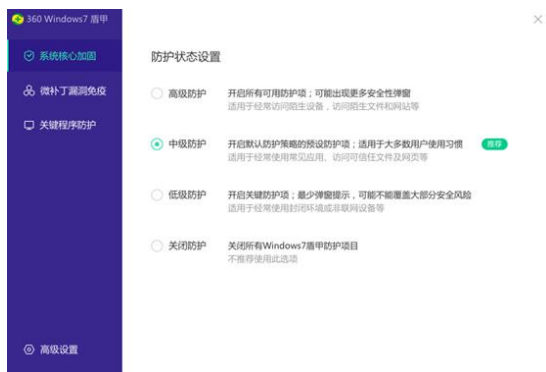 360 Windows7 盾甲
系统核心加固
微补丁漏洞免疫
关键程序防护
高级设置
防护状态设置
高级防护
开启所有可用防护项；可能出现更多安全性弹窗
适用于经常访问陌生设备，访问陌生文件和网站等
中级防护
开启默认防护策略的预设防护项；适用于大多数用户使用习惯
推荐
适用于经常使用常见应用、访问可信任文件及网页等
低级防护
开启关键防护项；最少弹窗提示，可能不能覆盖大部分安全风险
适用于经常使用封闭环境或非联网设备等
关闭防护
关闭所有Windows7盾甲防护项目
不推荐使用此选项